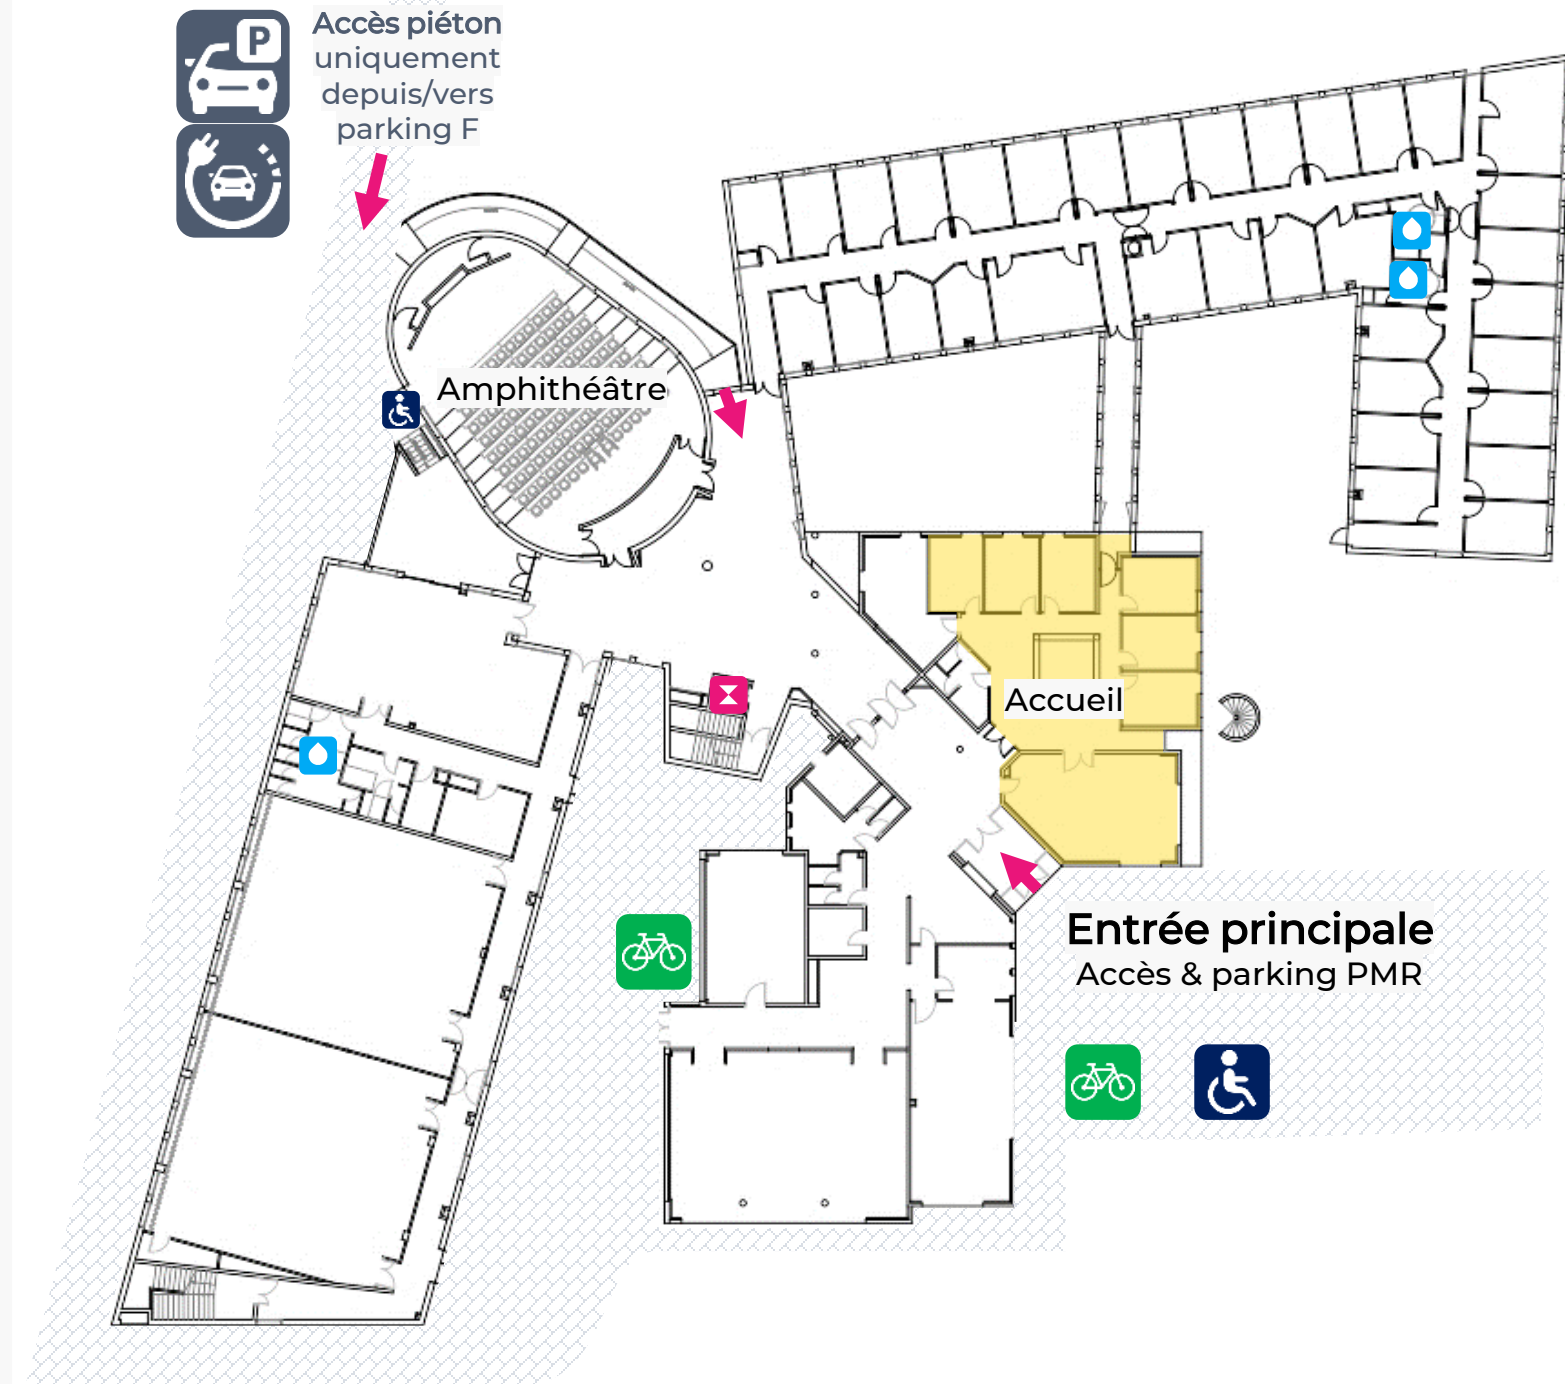 P
Accès piéton
uniquement
depuis/vers
parking F
Amphithéâtre
Accueil
Entrée principale
Accès & parking PMR